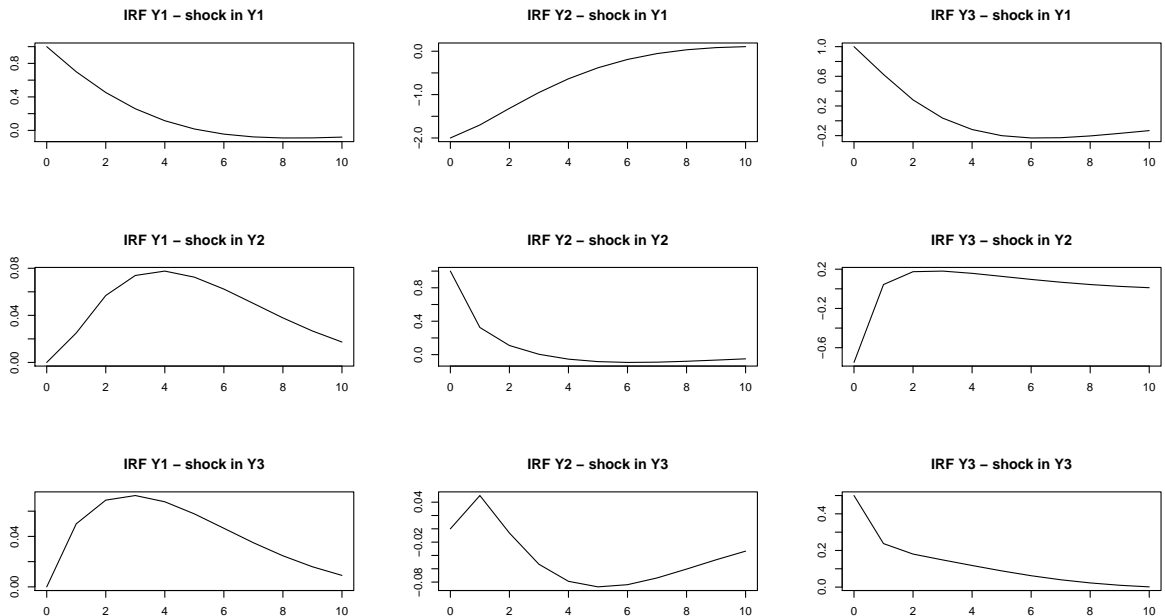 IRF Y1 – shock in Y1
IRF Y2 – shock in Y1
IRF Y3 – shock in Y1
0.0 0.4 0.8
0 2 4 6 8 10
−2.0 −1.0 0.0
0 2 4 6 8 10
−0.2 0.2 0.6 1.0
0 2 4 6 8 10
IRF Y1 – shock in Y2
IRF Y2 – shock in Y2
IRF Y3 – shock in Y2
0.00 0.04 0.08
0 2 4 6 8 10
0.0 0.4 0.8
0 2 4 6 8 10
−0.6 −0.2 0.2
0 2 4 6 8 10
IRF Y1 – shock in Y3
IRF Y2 – shock in Y3
IRF Y3 – shock in Y3
0.00 0.04
0 2 4 6 8 10
−0.08 −0.02 0.04
0 2 4 6 8 10
0.0 0.2 0.4
0 2 4 6 8 10